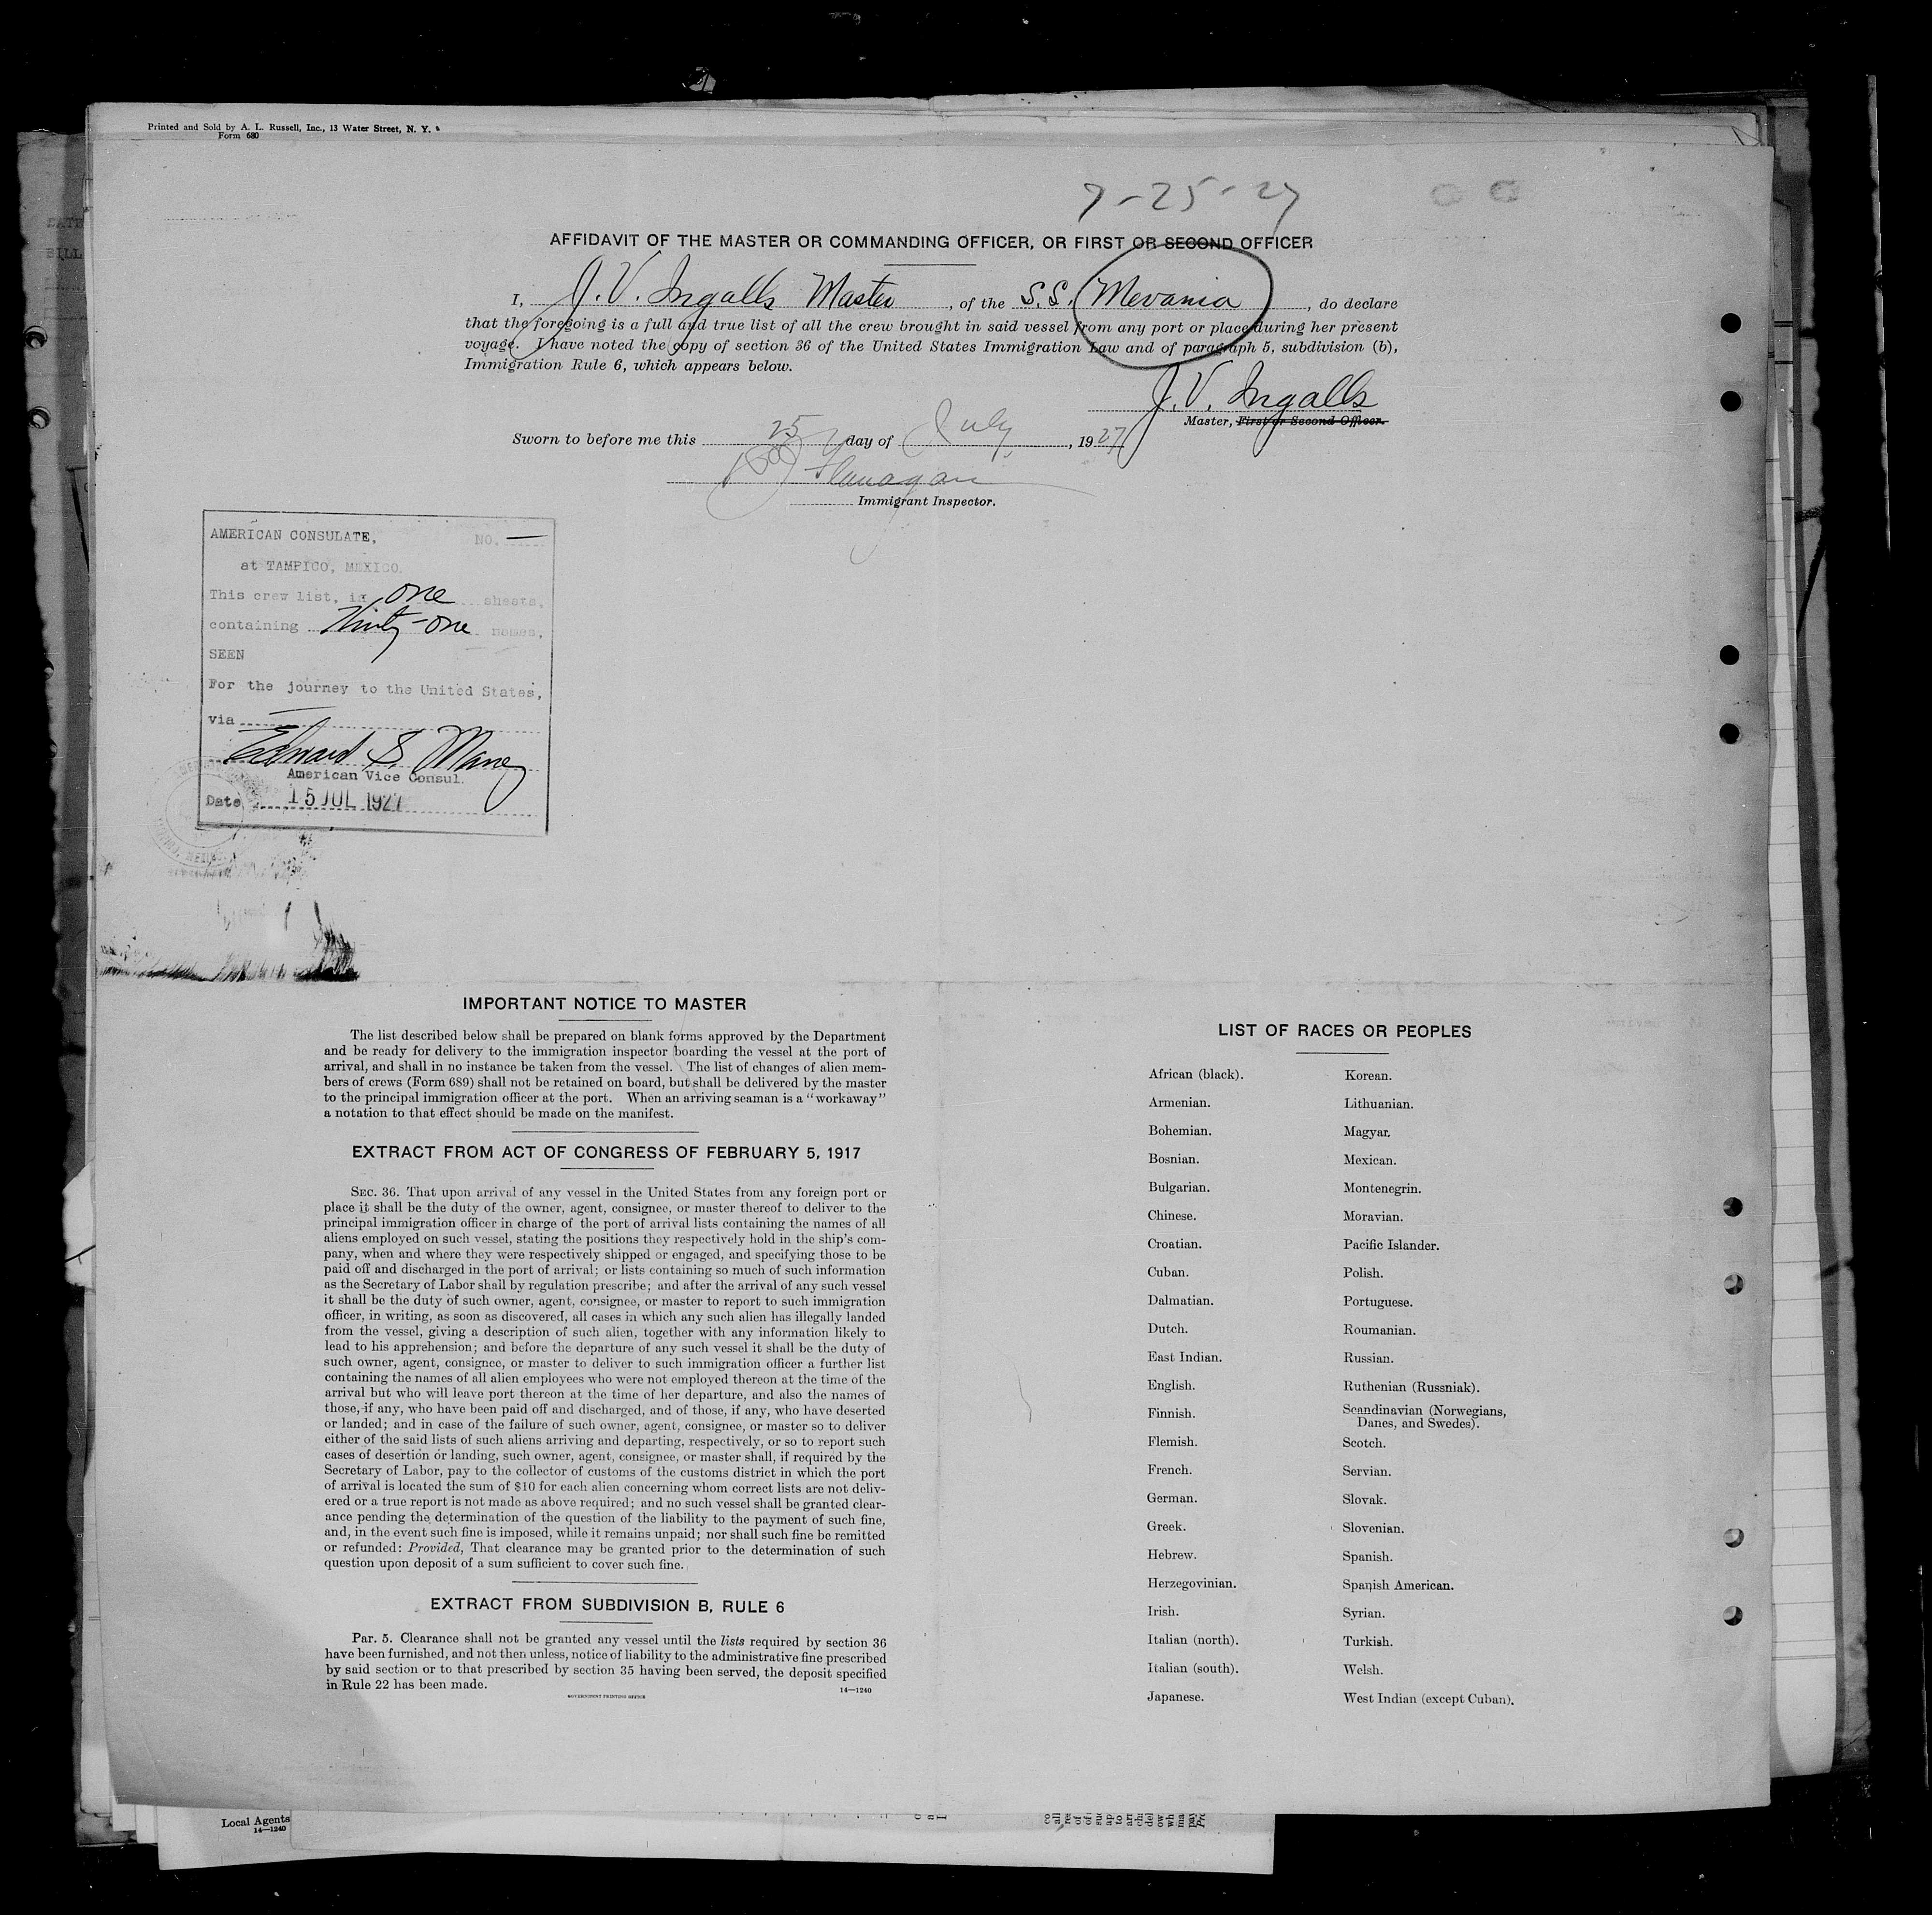 Printed and Sold by A. L. Russell, Inc., 13 Water Street, N. Y.
Form 680
7-25-27
AFFIDAVIT OF THE MASTER OR COMMANDING OFFICER, OR FIRST OR SECOND OFFICER
I, J. V. Ingalls Master, of the S.S. Mevania, do declare
that the foregoing is a full and true list of all the crew brought in said vessel from any port or place during her present
voyage. I have noted the copy of section 36 of the United States Immigration Law and of paragraph 5, subdivision (b),
Immigration Rule 6, which appears below.
J. V. Ingalls
Master, First or Second Officer.
Sworn to before me this 25 day of July, 1927
Flanagan
Immigrant Inspector.
AMERICAN CONSULATE, NO. —
at TAMPICO, MEXICO.
This crew list, in one sheets,
containing Thirty-one names,
SEEN
For the journey to the United States,
via
Edward S. Maney
American Vice Consul.
Date 15 JUL 1927
IMPORTANT NOTICE TO MASTER
The list described below shall be prepared on blank forms approved by the Department
and be ready for delivery to the immigration inspector boarding the vessel at the port of
arrival, and shall in no instance be taken from the vessel. The list of changes of alien mem-
bers of crews (Form 689) shall not be retained on board, but shall be delivered by the master
to the principal immigration officer at the port. When an arriving seaman is a "workaway"
a notation to that effect should be made on the manifest.
EXTRACT FROM ACT OF CONGRESS OF FEBRUARY 5, 1917
SEC. 36. That upon arrival of any vessel in the United States from any foreign port or
place it shall be the duty of the owner, agent, consignee, or master thereof to deliver to the
principal immigration officer in charge of the port of arrival lists containing the names of all
aliens employed on such vessel, stating the positions they respectively hold in the ship's com-
pany, when and where they were respectively shipped or engaged, and specifying those to be
paid off and discharged in the port of arrival; or lists containing so much of such information
as the Secretary of Labor shall by regulation prescribe; and after the arrival of any such vessel
it shall be the duty of such owner, agent, consignee, or master to report to such immigration
officer, in writing, as soon as discovered, all cases in which any such alien has illegally landed
from the vessel, giving a description of such alien, together with any information likely to
lead to his apprehension; and before the departure of any such vessel it shall be the duty of
such owner, agent, consignee, or master to deliver to such immigration officer a further list
containing the names of all alien employees who were not employed thereon at the time of the
arrival but who will leave port thereon at the time of her departure, and also the names of
those, if any, who have been paid off and discharged, and of those, if any, who have deserted
or landed; and in case of the failure of such owner, agent, consignee, or master so to deliver
either of the said lists of such aliens arriving and departing, respectively, or so to report such
cases of desertion or landing, such owner, agent, consignee, or master shall, if required by the
Secretary of Labor, pay to the collector of customs of the customs district in which the port
of arrival is located the sum of $10 for each alien concerning whom correct lists are not deliv-
ered or a true report is not made as above required; and no such vessel shall be granted clear-
ance pending the determination of the question of the liability to the payment of such fine,
and, in the event such fine is imposed, while it remains unpaid; nor shall such fine be remitted
or refunded: Provided, That clearance may be granted prior to the determination of such
question upon deposit of a sum sufficient to cover such fine.
EXTRACT FROM SUBDIVISION B, RULE 6
Par. 5. Clearance shall not be granted any vessel until the lists required by section 36
have been furnished, and not then unless, notice of liability to the administrative fine prescribed
by said section or to that prescribed by section 35 having been served, the deposit specified
in Rule 22 has been made.
14—1240
GOVERNMENT PRINTING OFFICE
LIST OF RACES OR PEOPLES
African (black).
Armenian.
Bohemian.
Bosnian.
Bulgarian.
Chinese.
Croatian.
Cuban.
Dalmatian.
Dutch.
East Indian.
English.
Finnish.
Flemish.
French.
German.
Greek.
Hebrew.
Herzegovinian.
Irish.
Italian (north).
Italian (south).
Japanese.
Korean.
Lithuanian.
Magyar.
Mexican.
Montenegrin.
Moravian.
Pacific Islander.
Polish.
Portuguese.
Roumanian.
Russian.
Ruthenian (Russniak).
Scandinavian (Norwegians,
Danes, and Swedes).
Scotch.
Servian.
Slovak.
Slovenian.
Spanish.
Spanish American.
Syrian.
Turkish.
Welsh.
West Indian (except Cuban).
Local Agents
14—1240